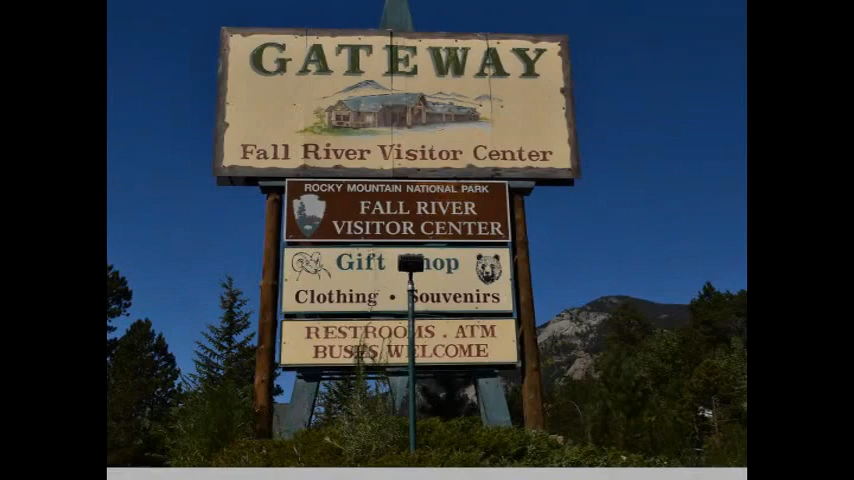 GATEWAY
Fall River Visitor Center
ROCKY MOUNTAIN NATIONAL PARK
FALL RIVER
VISITOR CENTER
Gift Shop
Clothing • Souvenirs
RESTROOMS . ATM
BUSES WELCOME